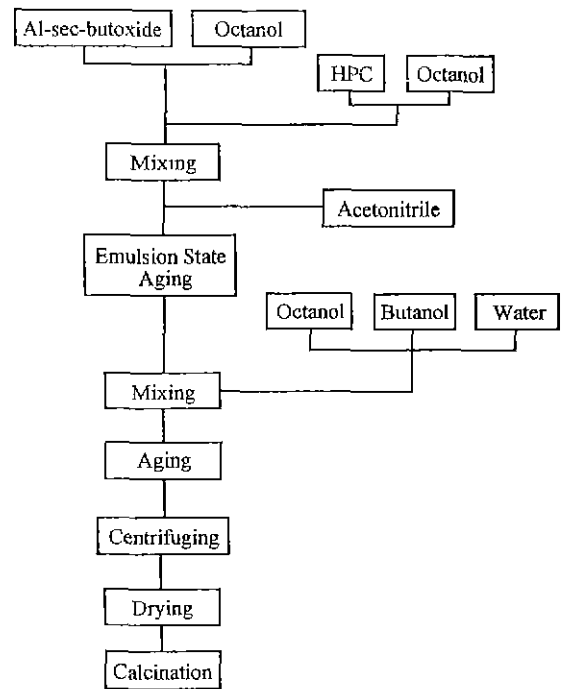 Al-sec-butoxide
Octanol
HPC
Octanol
Mixing
Acetonitrile
Emulsion State
Aging
Octanol
Butanol
Water
Mixing
Aging
Centrifuging
Drying
Calcination